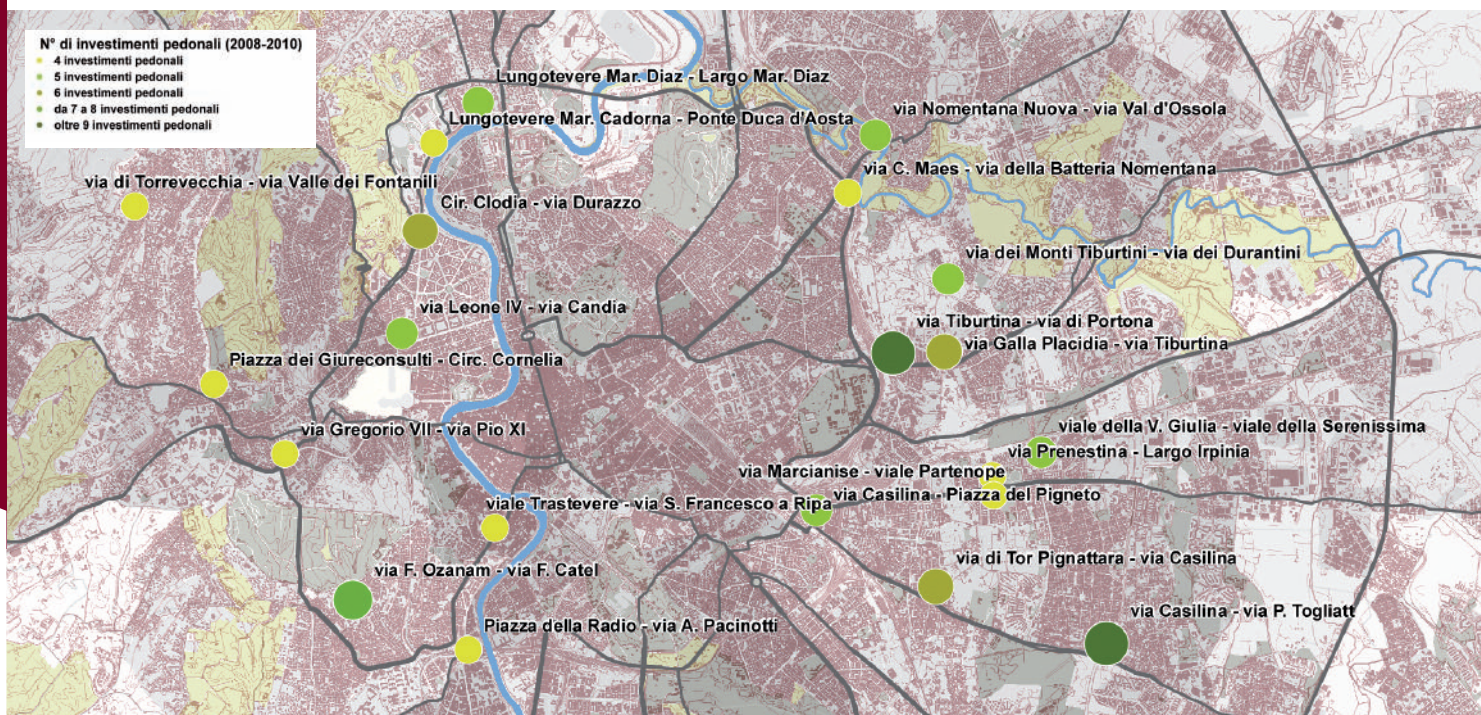 N° di investimenti pedonali (2008-2010)
4 investimenti pedonali
5 investimenti pedonali
6 investimenti pedonali
da 7 a 8 investimenti pedonali
oltre 9 investimenti pedonali
Lungotevere Mar. Diaz - Largo Mar. Diaz
via Nomentana Nuova - via Val d'Ossola
Lungotevere Mar. Cadorna - Ponte Duca d'Aosta
via C. Maes - via della Batteria Nomentana
via di Torrevecchia - via Valle dei Fontanili
Cir. Clodia - via Durazzo
via dei Monti Tiburtini - via dei Durantini
via Leone IV - via Candia
via Tiburtina - via di Portona
via Galla Placidia - via Tiburtina
Piazza dei Giureconsulti - Circ. Cornelia
via Gregorio VII - via Pio XI
viale della V. Giulia - viale della Serenissima
via Prenestina - Largo Irpinia
via Marcianise - viale Partenope
via Casilina - Piazza del Pigneto
viale Trastevere - via S. Francesco a Ripa
via di Tor Pignattara - via Casilina
via F. Ozanam - via F. Catel
via Casilina - via P. Togliatt
Piazza della Radio - via A. Pacinotti